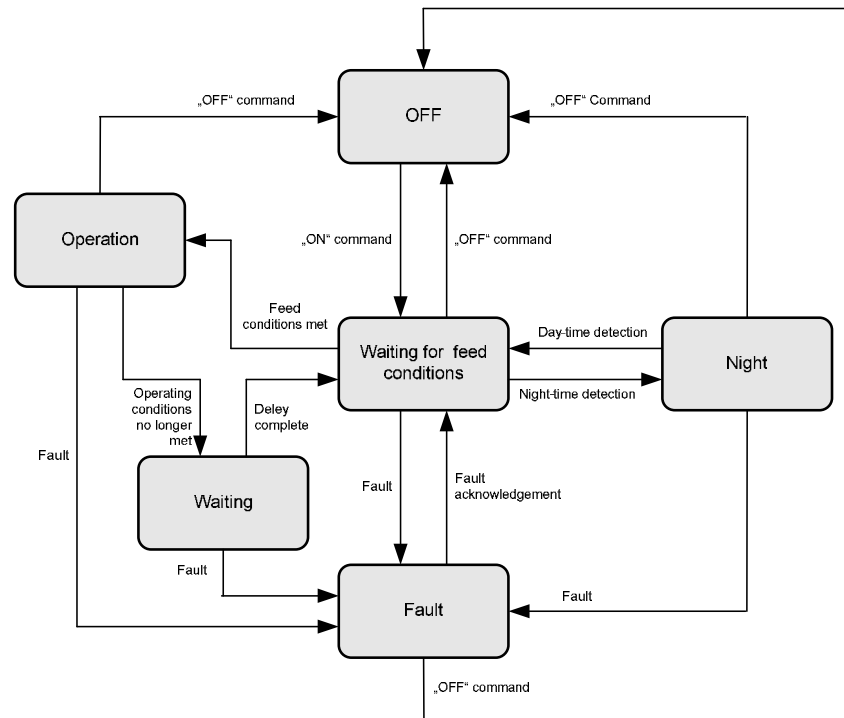 OFF
„OFF“ command
„OFF“ Command
Operation
„ON“ command
„OFF“ command
Feed
conditions met
Waiting for feed
conditions
Day-time detection
Night
Night-time detection
Operating
conditions
no longer
met
Deley
complete
Fault
Waiting
Fault
Fault
acknowledgement
Fault
Fault
Fault
„OFF“ command